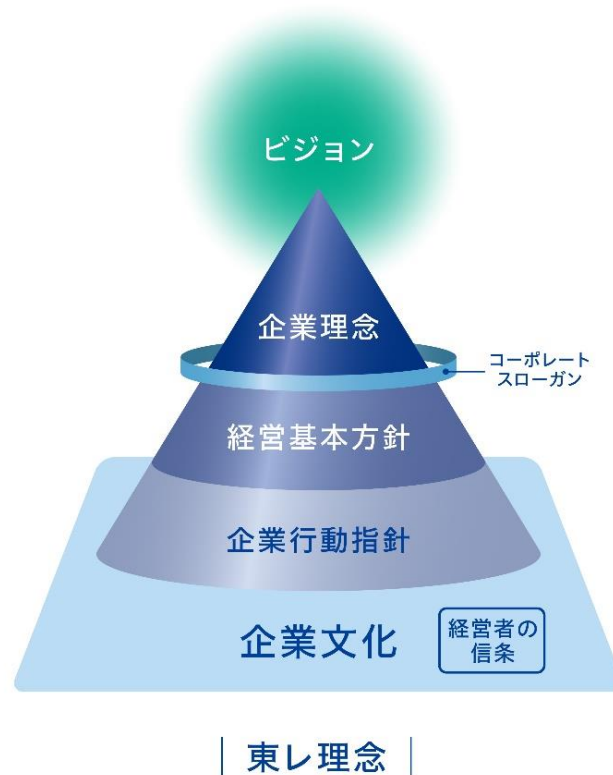 ビジョン
企業理念
コーポレート
スローガン
経営基本方針
企業行動指針
企業文化
経営者の
信条
東レ理念